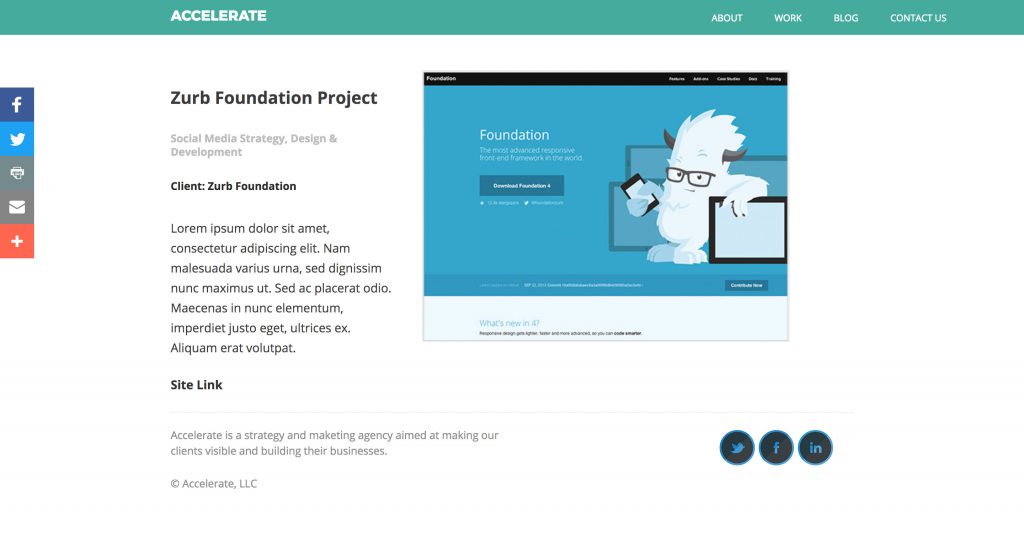 ACCELERATE
ABOUT WORK BLOG CONTACT US
Zurb Foundation Project
Social Media Strategy, Design &
Development
Client: Zurb Foundation
Lorem ipsum dolor sit amet,
consectetur adipiscing elit. Nam
malesuada varius urna, sed dignissim
nunc maximus ut. Sed ac placerat odio.
Maecenas in nunc elementum,
imperdiet justo eget, ultrices ex.
Aliquam erat volutpat.
Site Link
Foundation
Features Add-ons Case Studies Docs Training
Foundation
The most advanced responsive
front-end framework in the world.
Download Foundation 4
@foundationzurb
Contribute Now
What's new in 4?
Responsive design gets lighter, faster and more advanced, so you can code smarter.
Accelerate is a strategy and maketing agency aimed at making our
clients visible and building their businesses.
© Accelerate, LLC